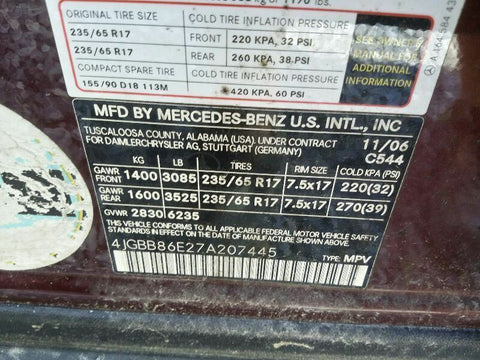 kg or 1170 lbs.
ORIGINAL TIRE SIZE COLD TIRE INFLATION PRESSURE
235/65 R17 FRONT 220 KPA, 32 PSI
235/65 R17 REAR 260 KPA, 38 PSI
COMPACT SPARE TIRE COLD TIRE INFLATION PRESSURE
155/90 D18 113M 420 KPA, 60 PSI
SEE OWNER'S
MANUAL FOR
ADDITIONAL
INFORMATION
MFD BY MERCEDES-BENZ U.S. INTL., INC
TUSCALOOSA COUNTY, ALABAMA (USA). UNDER CONTRACT 11/06
FOR DAIMLERCHRYSLER AG, STUTTGART (GERMANY) C544
KG LB TIRES RIM SIZE COLD KPA (PSI)
GAWR FRONT 1400 3085 235/65 R17 7.5x17 220(32)
GAWR REAR 1600 3525 235/65 R17 7.5x17 270(39)
GVWR 2830 6235
THIS VEHICLE CONFORMS TO ALL APPLICABLE FEDERAL MOTOR VEHICLE SAFETY
STANDARDS IN EFFECT ON THE DATE OF MANUFACTURE SHOWN ABOVE.
4JGBB86E27A207445 TYPE: MPV